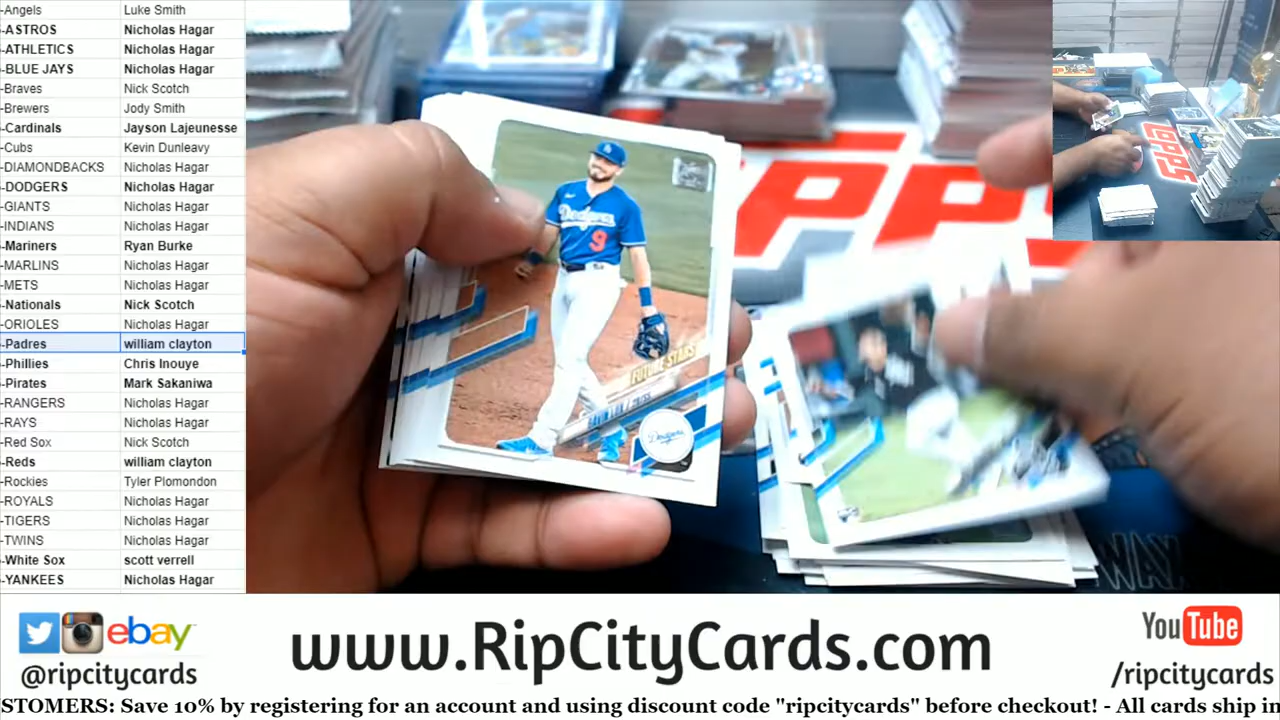 -Angels Luke Smith
-ASTROS Nicholas Hagar
-ATHLETICS Nicholas Hagar
-BLUE JAYS Nicholas Hagar
-Braves Nick Scotch
-Brewers Jody Smith
-Cardinals Jayson Lajeunesse
-Cubs Kevin Dunleavy
-DIAMONDBACKS Nicholas Hagar
-DODGERS Nicholas Hagar
-GIANTS Nicholas Hagar
-INDIANS Nicholas Hagar
-Mariners Ryan Burke
-MARLINS Nicholas Hagar
-METS Nicholas Hagar
-Nationals Nick Scotch
-ORIOLES Nicholas Hagar
-Padres william clayton
-Phillies Chris Inouye
-Pirates Mark Sakaniwa
-RANGERS Nicholas Hagar
-RAYS Nicholas Hagar
-Red Sox Nick Scotch
-Reds william clayton
-Rockies Tyler Plomondon
-ROYALS Nicholas Hagar
-TIGERS Nicholas Hagar
-TWINS Nicholas Hagar
-White Sox scott verrell
-YANKEES Nicholas Hagar
Dodgers
9
FUTURE STARS
Dodgers
TOPPS
ebay
@ripcitycards
www.RipCityCards.com
YouTube
/ripcitycards
STOMERS: Save 10% by registering for an account and using discount code "ripcitycards" before checkout! - All cards ship in